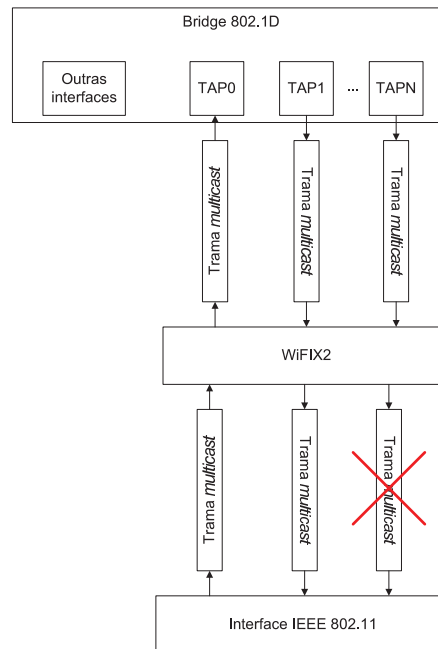 Bridge 802.1D
Outras
interfaces
TAP0
TAP1
...
TAPN
Trama multicast
Trama multicast
Trama multicast
WiFIX2
Trama multicast
Trama multicast
Trama multicast
Interface IEEE 802.11